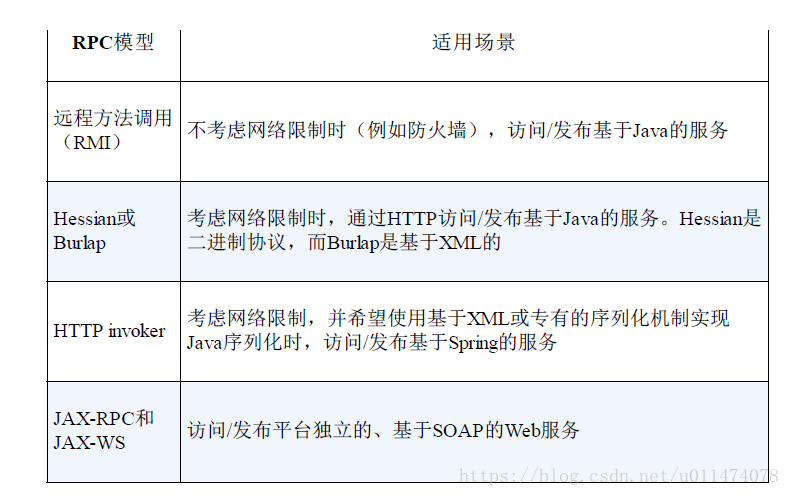 RPC模型
适用场景
远程方法调用
（RMI）
不考虑网络限制时（例如防火墙），访问/发布基于Java的服务
Hessian或
Burlap
考虑网络限制时，通过HTTP访问/发布基于Java的服务。Hessian是
二进制协议，而Burlap是基于XML的
HTTP invoker
考虑网络限制，并希望使用基于XML或专有的序列化机制实现
Java序列化时，访问/发布基于Spring的服务
JAX-RPC和
JAX-WS
访问/发布平台独立的、基于SOAP的Web服务
https://blog.csdn.net/u011474078